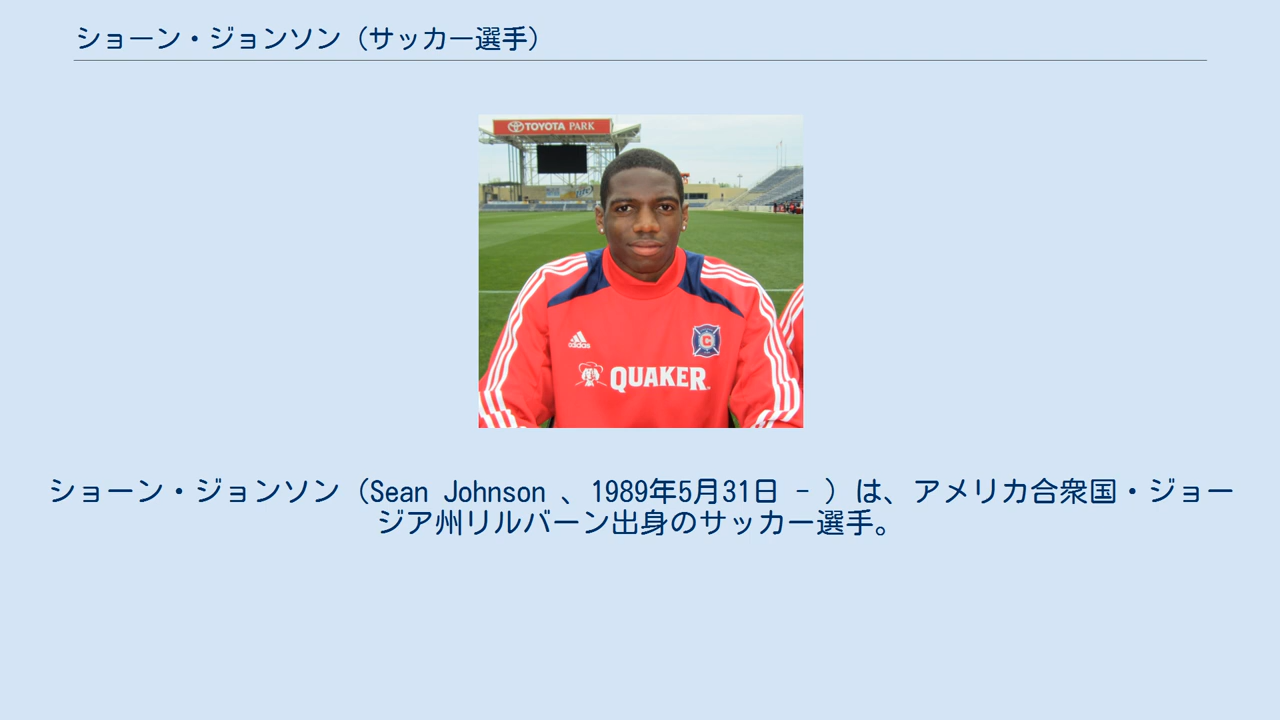 ショーン・ジョンソン（サッカー選手）
TOYOTA PARK
adidas
C
QUAKER
ショーン・ジョンソン（Sean Johnson 、1989年5月31日 - ）は、アメリカ合衆国・ジョー
ジア州リルバーン出身のサッカー選手。